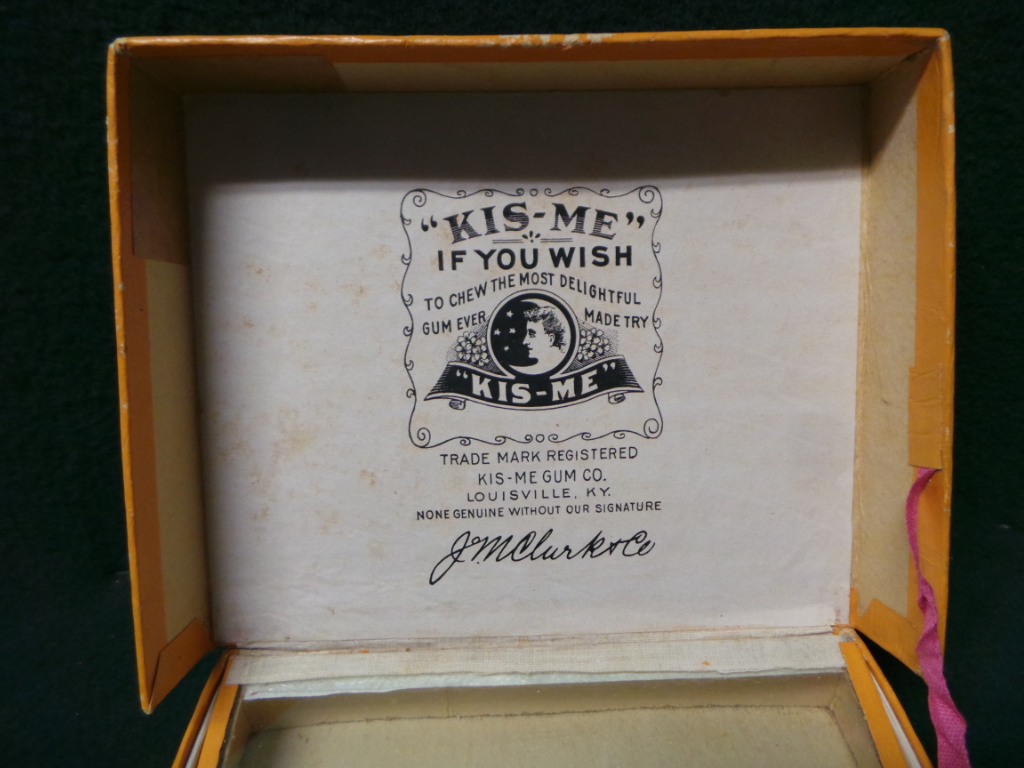 "KIS-ME"
IF YOU WISH
TO CHEW THE MOST DELIGHTFUL
GUM EVER MADE TRY
"KIS-ME"
TRADE MARK REGISTERED
KIS-ME GUM CO.
LOUISVILLE, KY.
NONE GENUINE WITHOUT OUR SIGNATURE
J.M Clark & Co